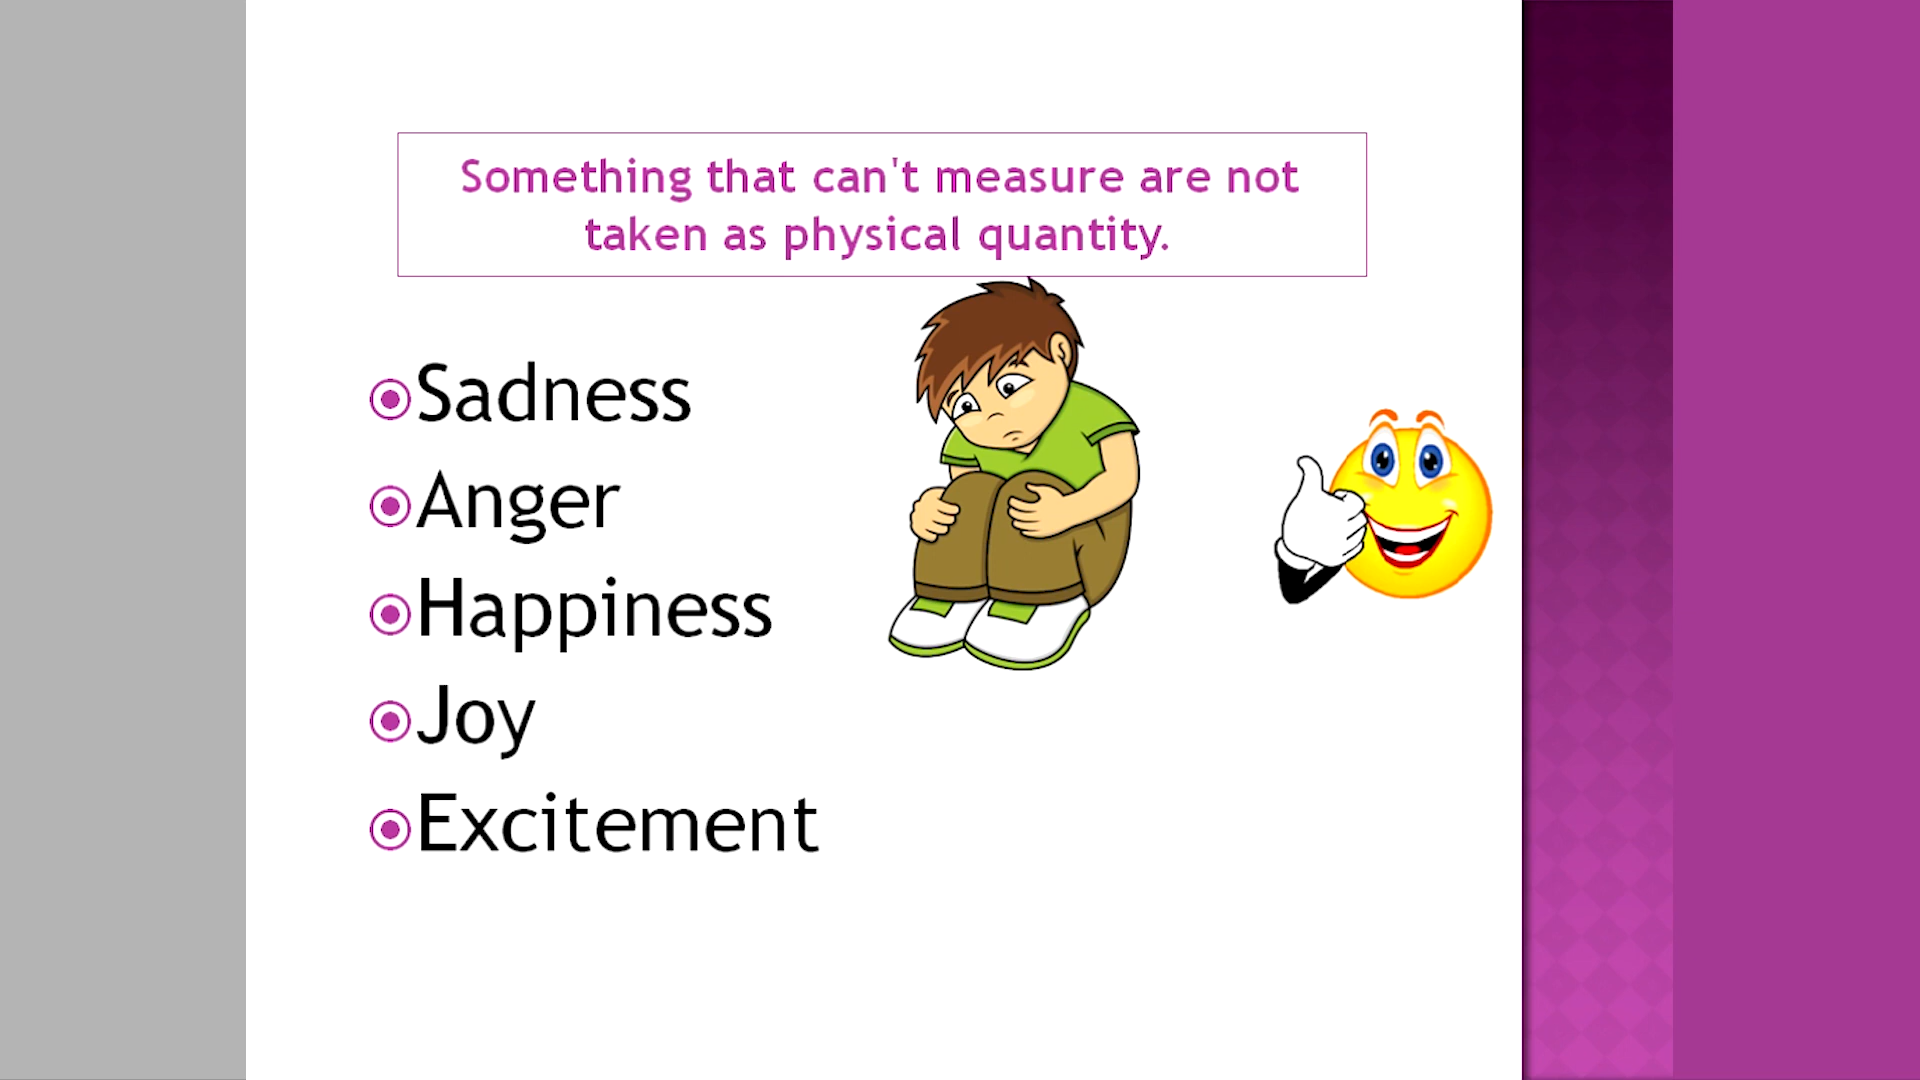 Something that can't measure are not
taken as physical quantity.
Sadness
Anger
Happiness
Joy
Excitement